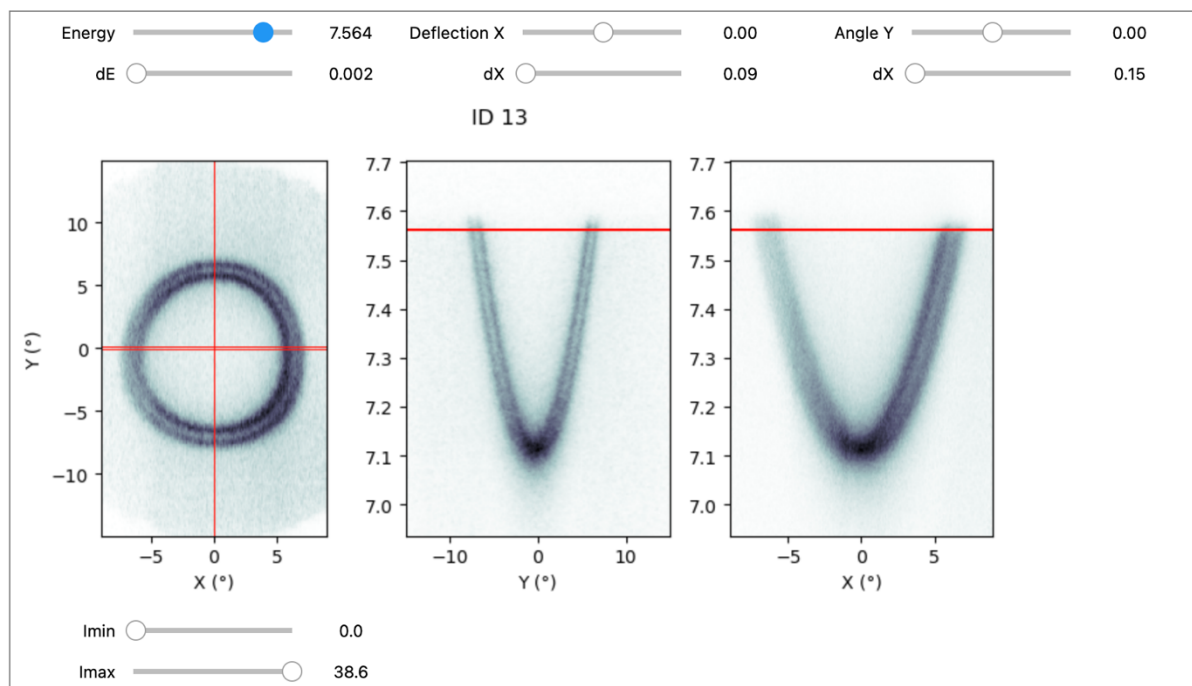 Energy 7.564 Deflection X 0.00 Angle Y 0.00
dE 0.002 dX 0.09 dX 0.15
ID 13
10
5
0
−5
−10
Y (°)
−5 0 5
X (°)
7.7
7.6
7.5
7.4
7.3
7.2
7.1
7.0
−10 0 10
Y (°)
7.7
7.6
7.5
7.4
7.3
7.2
7.1
7.0
−5 0 5
X (°)
Imin 0.0
Imax 38.6